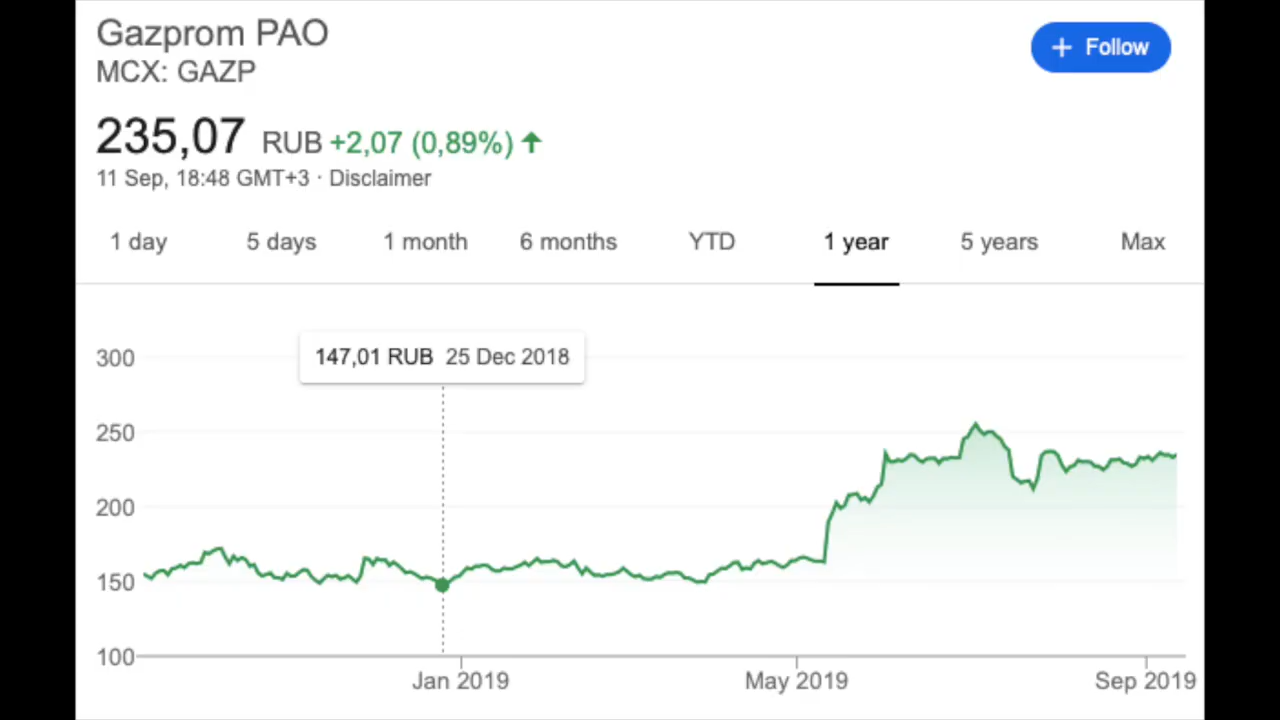 Gazprom PAO
MCX: GAZP
+ Follow
235,07 RUB +2,07 (0,89%)
11 Sep, 18:48 GMT+3 · Disclaimer
1 day 5 days 1 month 6 months YTD 1 year 5 years Max
147,01 RUB 25 Dec 2018
300
250
200
150
100
Jan 2019 May 2019 Sep 2019